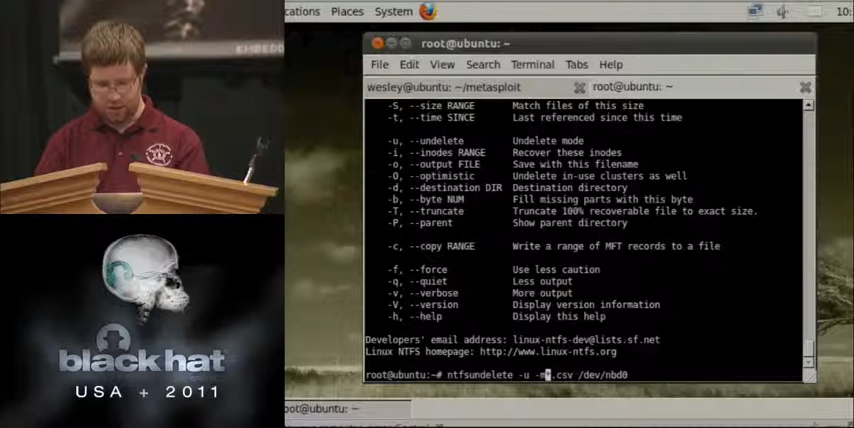 EMBEDD
blackhat
USA + 2011
cations Places System
10:
root@ubuntu: ~
File Edit View Search Terminal Tabs Help
wesley@ubuntu: ~/metasploit
root@ubuntu: ~
-S, --size RANGE Match files of this size
-t, --time SINCE Last referenced since this time
-u, --undelete Undelete mode
-i, --inodes RANGE Recover these inodes
-o, --output FILE Save with this filename
-O, --optimistic Undelete in-use clusters as well
-d, --destination DIR Destination directory
-b, --byte NUM Fill missing parts with this byte
-T, --truncate Truncate 100% recoverable file to exact size.
-P, --parent Show parent directory
-c, --copy RANGE Write a range of MFT records to a file
-f, --force Use less caution
-q, --quiet Less output
-v, --verbose More output
-V, --version Display version information
-h, --help Display this help
Developers' email address: linux-ntfs-dev@lists.sf.net
Linux NTFS homepage: http://www.linux-ntfs.org
root@ubuntu:~# ntfsundelete -u -m*.csv /dev/nbd0
oot@ubuntu: ~